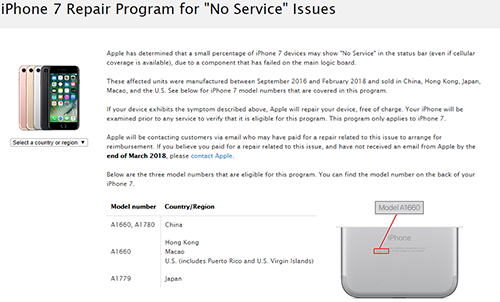 iPhone 7 Repair Program for "No Service" Issues
Apple has determined that a small percentage of iPhone 7 devices may show "No Service" in the status bar (even if cellular
coverage is available), due to a component that has failed on the main logic board.
These affected units were manufactured between September 2016 and February 2018 and sold in China, Hong Kong, Japan,
Macao, and the U.S. See below for iPhone 7 model numbers that are covered in this program.
If your device exhibits the symptom described above, Apple will repair your device, free of charge. Your iPhone will be
examined prior to any service to verify that it is eligible for this program. This program only applies to iPhone 7.
Select a country or region
Apple will be contacting customers via email who may have paid for a repair related to this issue to arrange for
reimbursement. If you believe you paid for a repair related to this issue, and have not received an email from Apple by the
end of March 2018, please contact Apple.
Below are the three model numbers that are eligible for this program. You can find the model number on the back of your
iPhone 7.
Model number Country/Region
A1660, A1780 China
Hong Kong
A1660 Macao
U.S. (includes Puerto Rico and U.S. Virgin Islands)
A1779 Japan
Model A1660
iPhone